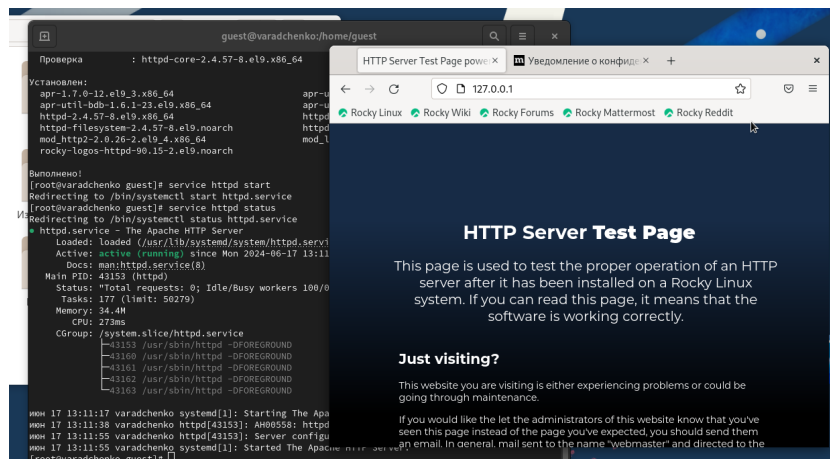 guest@varadchenko:/home/guest
Проверка : httpd-core-2.4.57-8.el9.x86_64
Установлен:
apr-1.7.0-12.el9_3.x86_64 apr-u
apr-util-bdb-1.6.1-23.el9.x86_64 apr-u
httpd-2.4.57-8.el9.x86_64 httpd
httpd-filesystem-2.4.57-8.el9.noarch httpd
mod_http2-2.0.26-2.el9_4.x86_64 mod_l
rocky-logos-httpd-90.15-2.el9.noarch
Выполнено!
[root@varadchenko guest]# service httpd start
Redirecting to /bin/systemctl start httpd.service
[root@varadchenko guest]# service httpd status
Redirecting to /bin/systemctl status httpd.service
● httpd.service - The Apache HTTP Server
Loaded: loaded (/usr/lib/systemd/system/httpd.servi
Active: active (running) since Mon 2024-06-17 13:11
Docs: man:httpd.service(8)
Main PID: 43153 (httpd)
Status: "Total requests: 0; Idle/Busy workers 100/0
Tasks: 177 (limit: 50279)
Memory: 34.4M
CPU: 273ms
CGroup: /system.slice/httpd.service
├─43153 /usr/sbin/httpd -DFOREGROUND
├─43160 /usr/sbin/httpd -DFOREGROUND
├─43161 /usr/sbin/httpd -DFOREGROUND
├─43162 /usr/sbin/httpd -DFOREGROUND
└─43163 /usr/sbin/httpd -DFOREGROUND
июн 17 13:11:17 varadchenko systemd[1]: Starting The Apa
июн 17 13:11:38 varadchenko httpd[43153]: AH00558: httpd
июн 17 13:11:55 varadchenko httpd[43153]: Server configu
июн 17 13:11:55 varadchenko systemd[1]: Started The Apache HTTP Server.
[root@varadchenko guest]#
HTTP Server Test Page powe
m Уведомление о конфиде
127.0.0.1
Rocky Linux Rocky Wiki Rocky Forums Rocky Mattermost Rocky Reddit
HTTP Server Test Page
This page is used to test the proper operation of an HTTP
server after it has been installed on a Rocky Linux
system. If you can read this page, it means that the
software is working correctly.
Just visiting?
This website you are visiting is either experiencing problems or could be
going through maintenance.
If you would like the let the administrators of this website know that you've
seen this page instead of the page you've expected, you should send them
an email. In general, mail sent to the name "webmaster" and directed to the